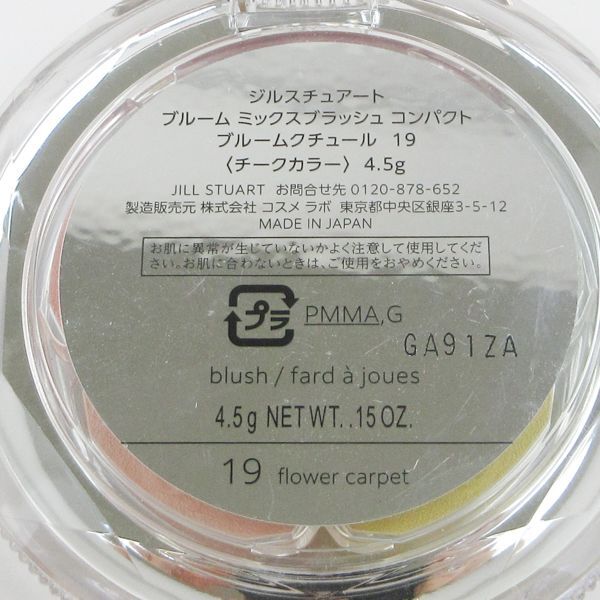 ジルスチュアート
ブルーム ミックスブラッシュ コンパクト
ブルームクチュール 19
〈チークカラー〉 4.5g
JILL STUART お問合せ先 0120-878-652
製造販売元 株式会社 コスメ ラボ 東京都中央区銀座3-5-12
MADE IN JAPAN
お肌に異常が生じていないかよく注意して使用してくだ
さい。お肌に合わないときは、ご使用をおやめください。
プラ PMMA,G
GA91ZA
blush / fard à joues
4.5g NET WT. .15 OZ.
19 flower carpet